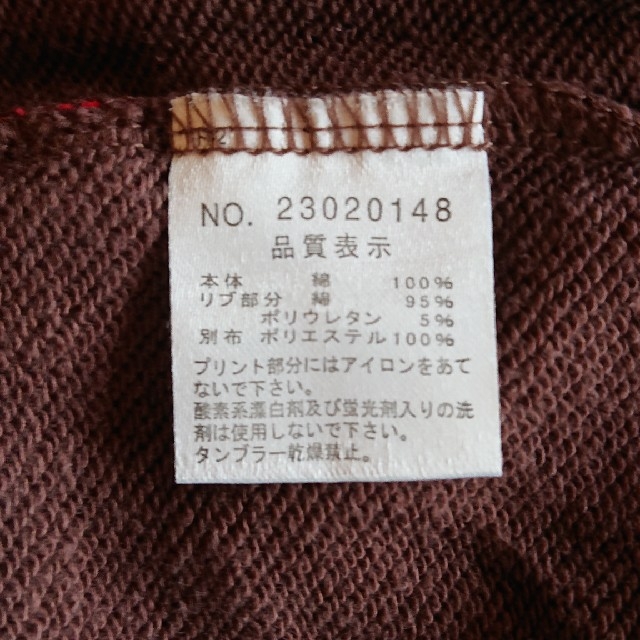 NO. 23020148
品質表示
本体 綿 100%
リブ部分 綿 95%
ポリウレタン 5%
別布 ポリエステル100%
プリント部分にはアイロンをあて
ないで下さい。
酸素系漂白剤及び蛍光剤入りの洗
剤は使用しないで下さい。
タンブラー乾燥禁止。